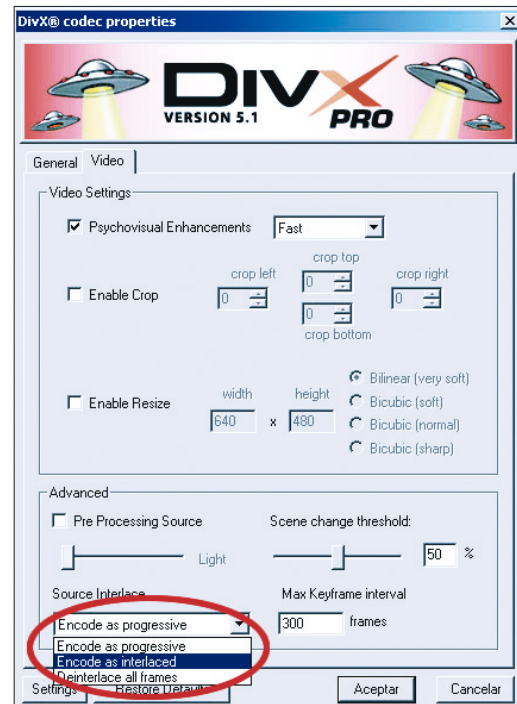 DivX® codec properties
DivX
VERSION 5.1 PRO
General Video
Video Settings
Psychovisual Enhancements Fast
crop top
crop left crop right
Enable Crop 0 0 0
0
crop bottom
Bilinear (very soft)
width height
Bicubic (soft)
Enable Resize 640 x 480
Bicubic (normal)
Bicubic (sharp)
Advanced
Pre Processing Source Scene change threshold:
Light 50 %
Source Interlace Max Keyframe interval
Encode as progressive 300 frames
Encode as progressive
Encode as interlaced
Deinterlace all frames
Settings Restore Defaults Aceptar Cancelar